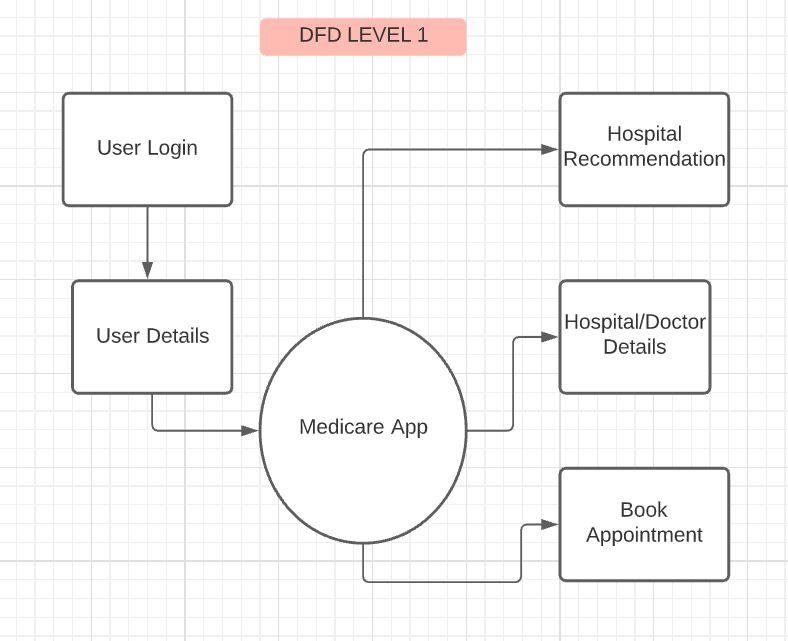 DFD LEVEL 1
User Login
Hospital
Recommendation
User Details
Hospital/Doctor
Details
Medicare App
Book
Appointment